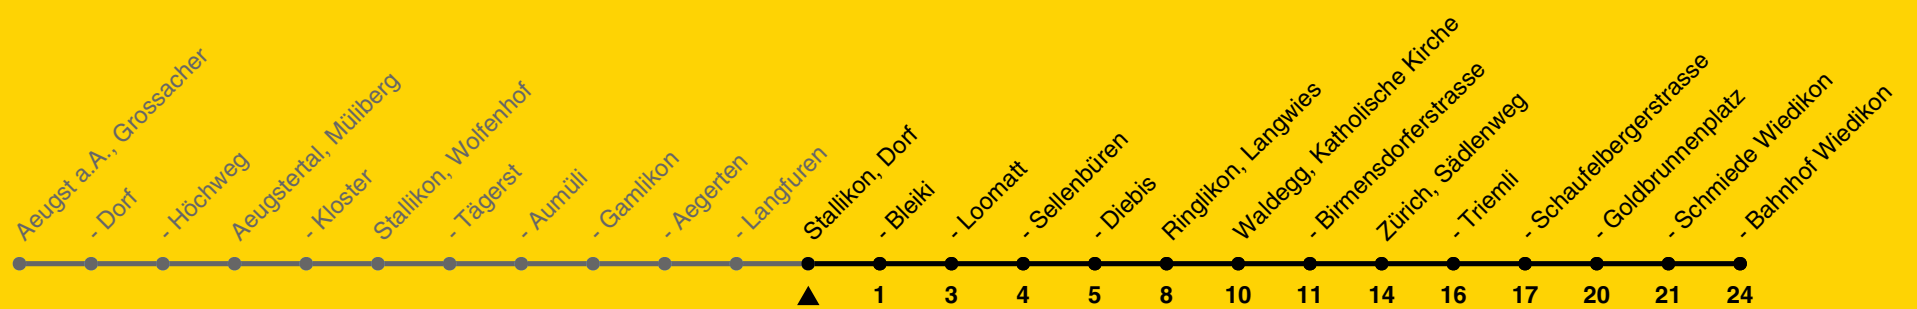 Aeugst a.A., Grossacher
- Dorf
- Höchweg
Aeugstertal, Müliberg
- Kloster
Stallikon, Wolfenhof
- Tägerst
- Aumüli
- Gamlikon
- Aegerten
- Langfuren
Stallikon, Dorf
- Bleiki
- Loomatt
- Sellenbüren
- Diebis
Ringlikon, Langwies
Waldegg, Katholische Kirche
- Birmensdorferstrasse
Zürich, Sädlenweg
- Triemli
- Schaufelbergerstrasse
- Goldbrunnenplatz
- Schmiede Wiedikon
- Bahnhof Wiedikon
1 3 4 5 8 10 11 14 16 17 20 21 24